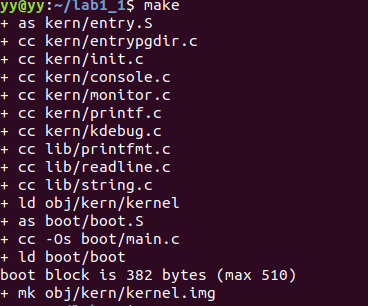 yy@yy:~/lab1_1$ make
+ as kern/entry.S
+ cc kern/entrypgdir.c
+ cc kern/init.c
+ cc kern/console.c
+ cc kern/monitor.c
+ cc kern/printf.c
+ cc kern/kdebug.c
+ cc lib/printfmt.c
+ cc lib/readline.c
+ cc lib/string.c
+ ld obj/kern/kernel
+ as boot/boot.S
+ cc -Os boot/main.c
+ ld boot/boot
boot block is 382 bytes (max 510)
+ mk obj/kern/kernel.img